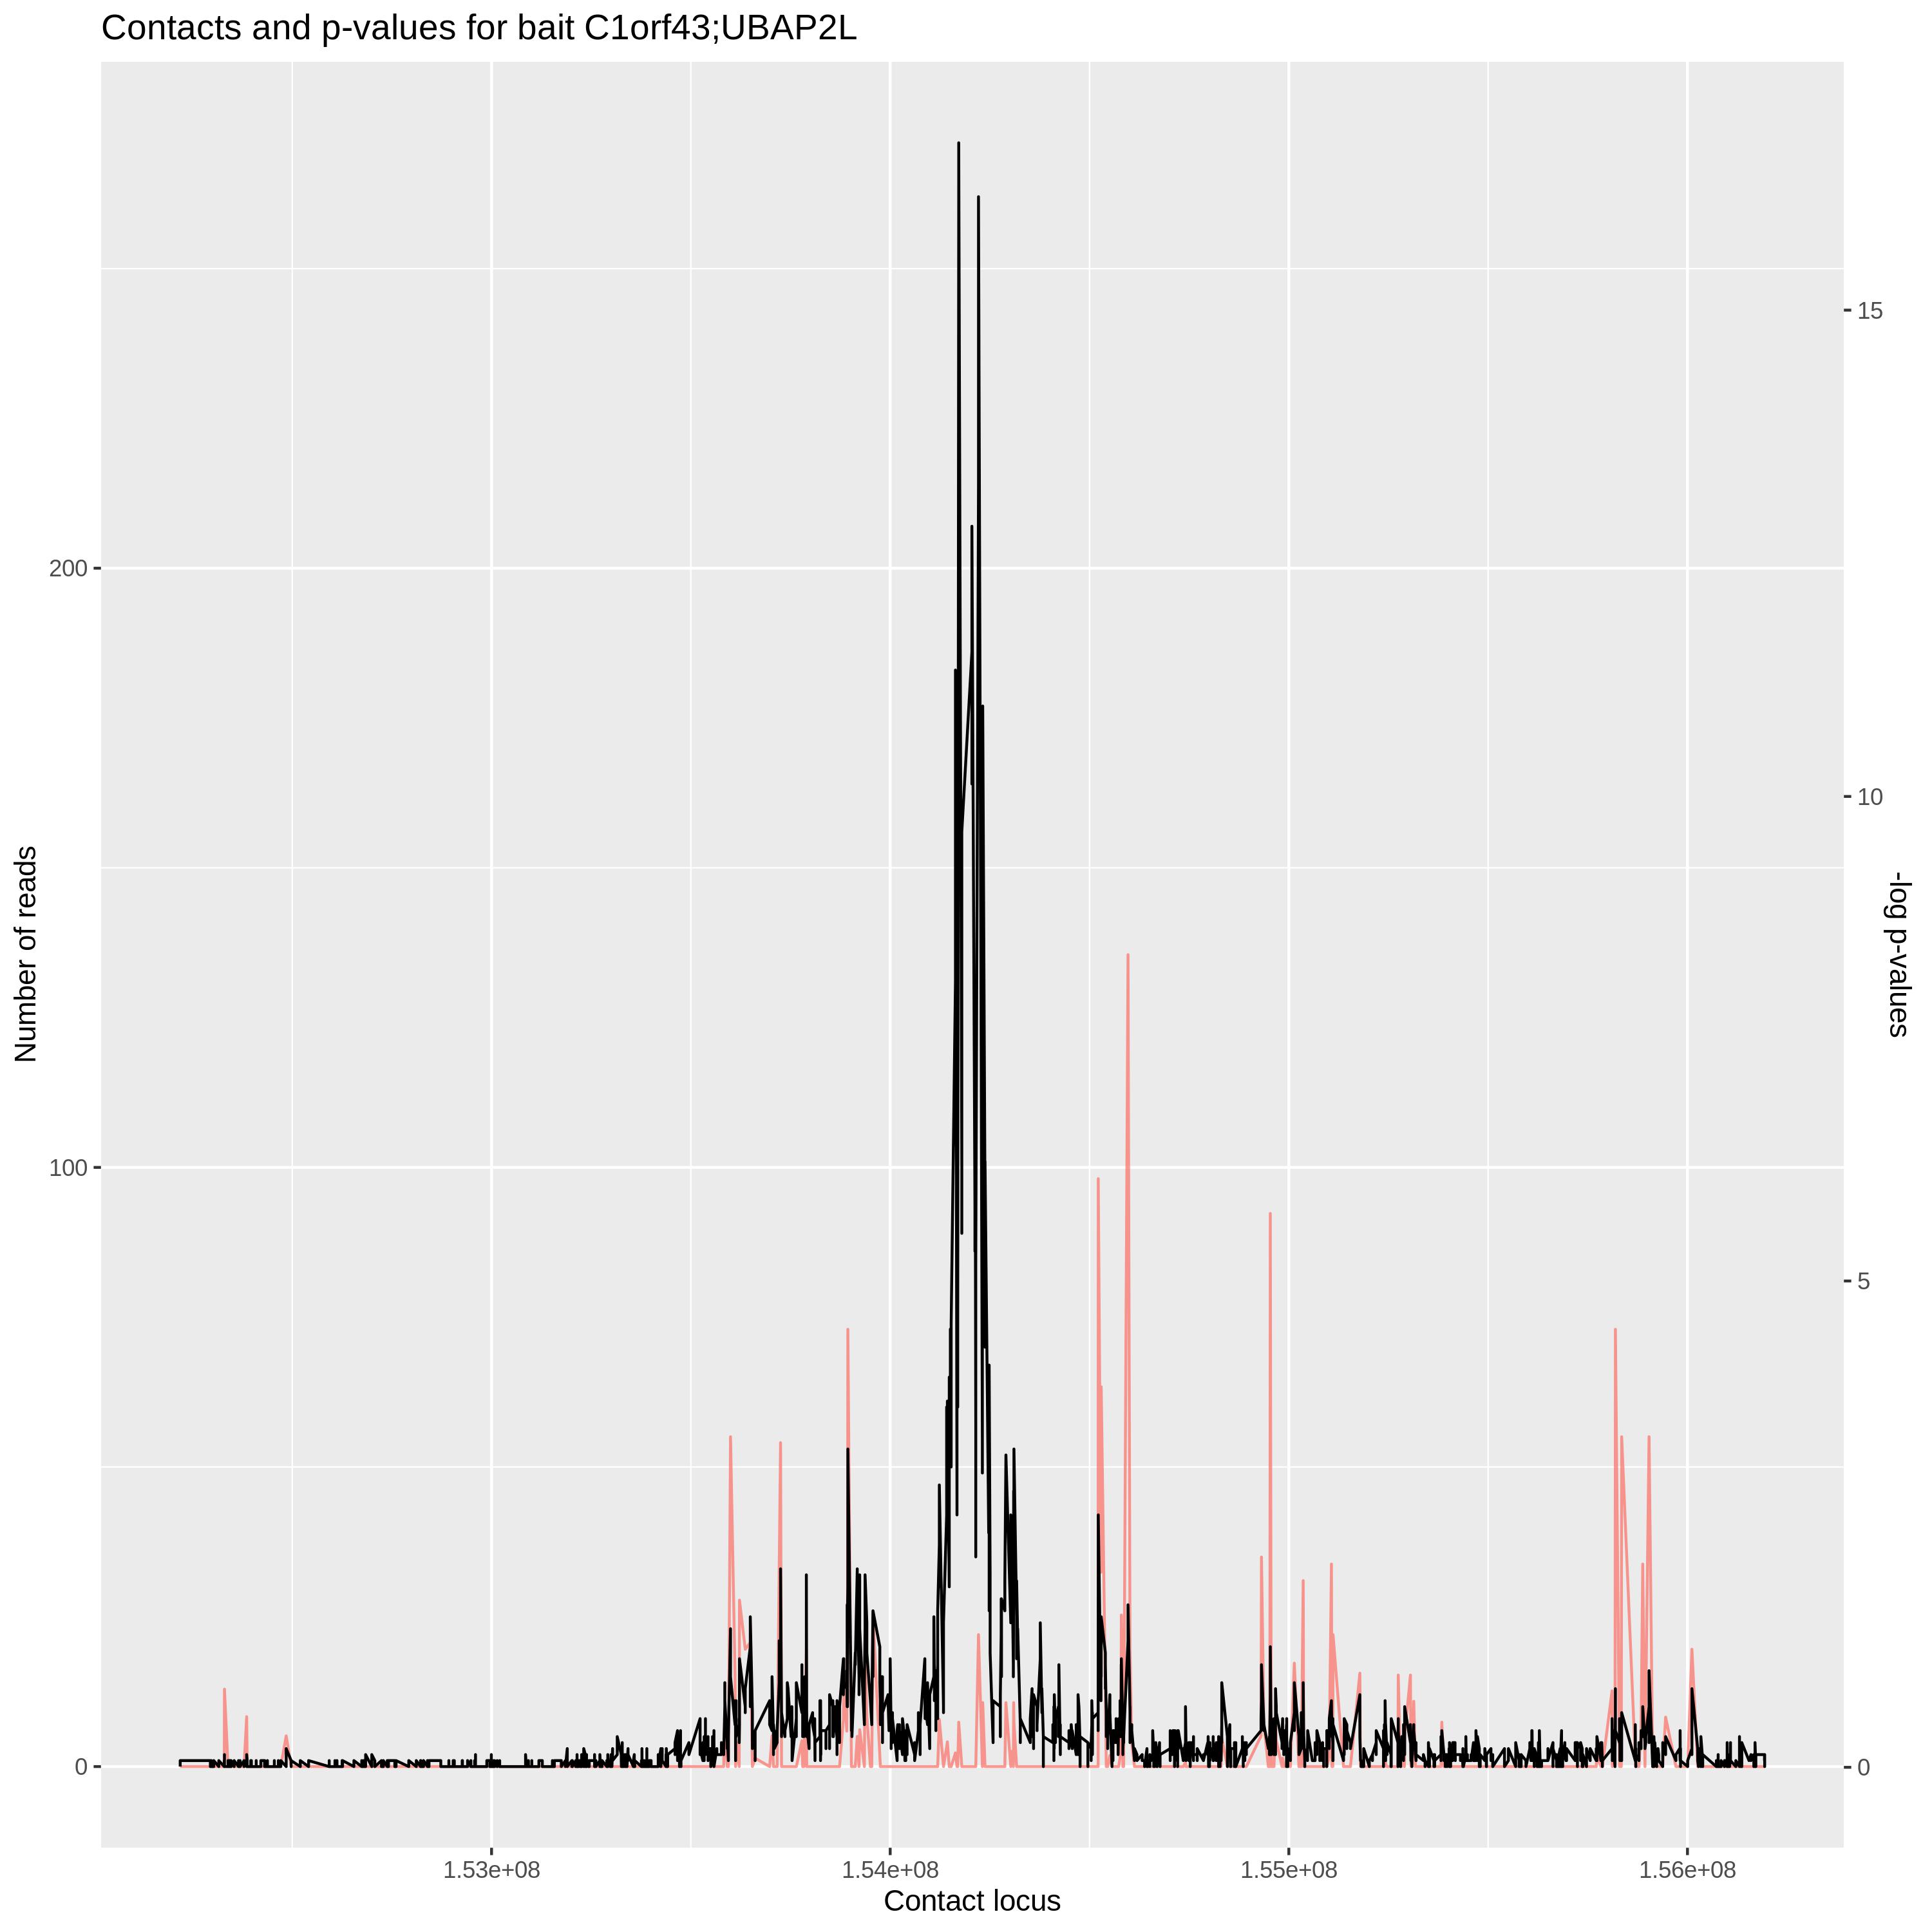 Contacts and p-values for bait C1orf43;UBAP2L
Number of reads
200
100
0
15
10
5
0
-log p-values
1.53e+08
1.54e+08
1.55e+08
1.56e+08
Contact locus